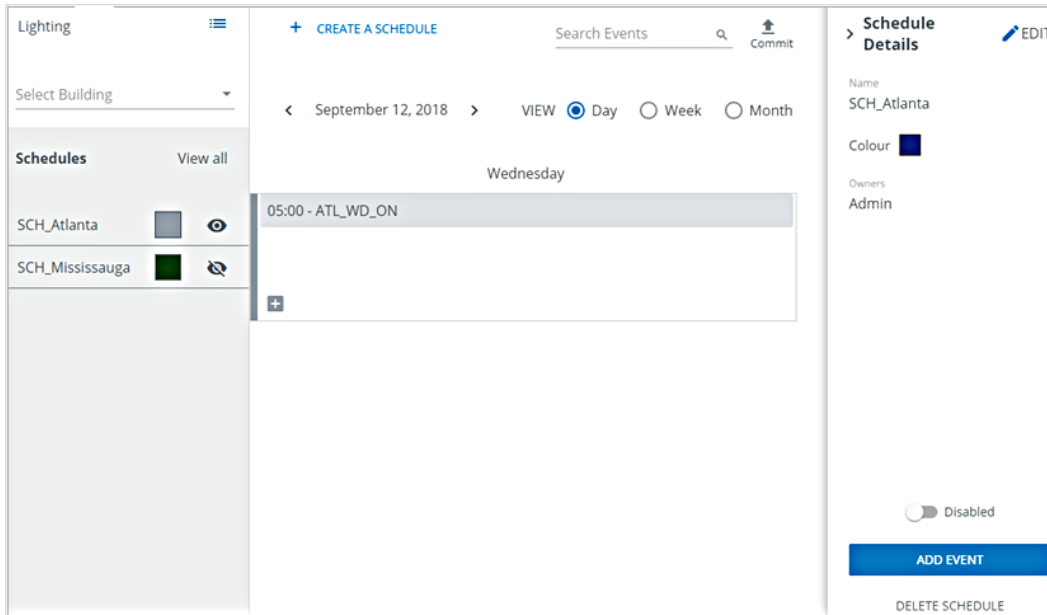 Lighting
Select Building
Schedules View all
SCH_Atlanta
SCH_Mississauga
+ CREATE A SCHEDULE
Search Events
Commit
September 12, 2018
VIEW Day Week Month
Wednesday
05:00 - ATL_WD_ON
Schedule
Details
EDIT
Name
SCH_Atlanta
Colour
Owners
Admin
Disabled
ADD EVENT
DELETE SCHEDULE